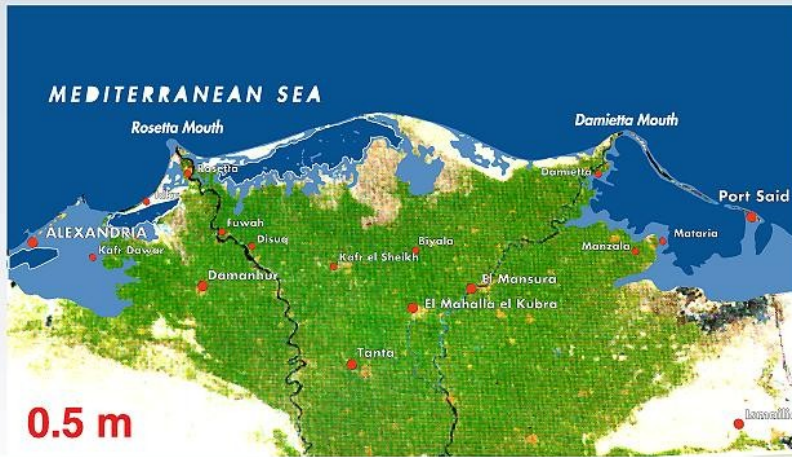 MEDITERRANEAN SEA
Rosetta Mouth
Damietta Mouth
Rosetta
Damietta
Port Said
Fuwah
ALEXANDRIA
Disuq
Biyala
Mataria
Kafr Dawar
Kafr el Sheikh
Manzala
Damanhur
El Mansura
El Mahalla el Kubra
Tanta
0.5 m